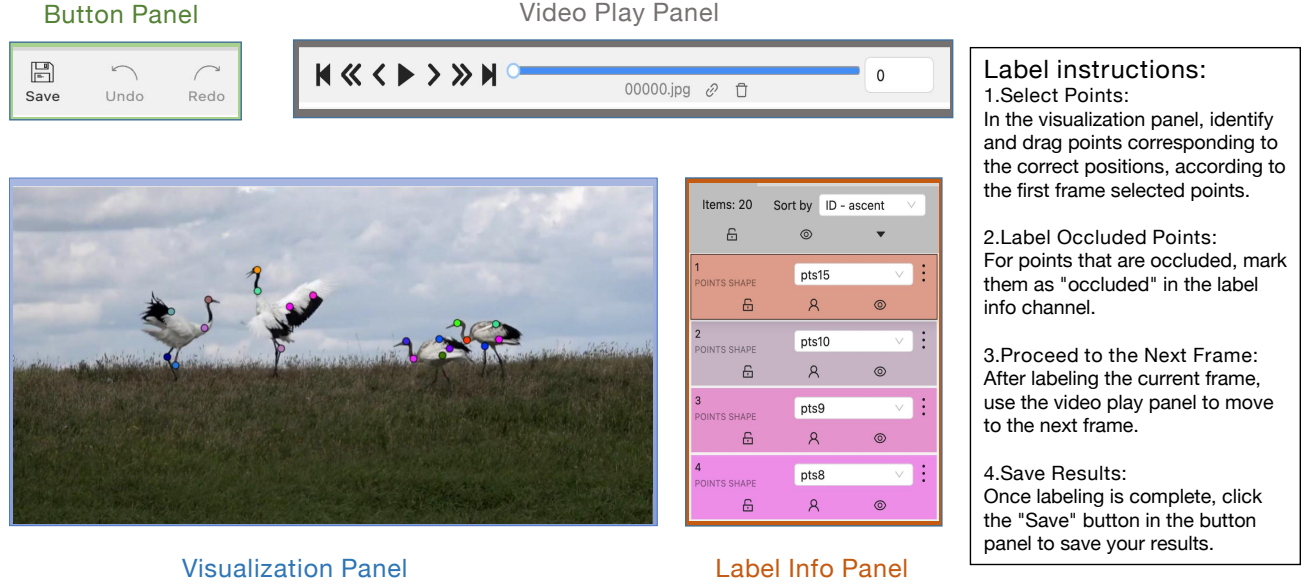 Button Panel
Video Play Panel
Save
Undo
Redo
00000.jpg
0
Label instructions:
1.Select Points:
In the visualization panel, identify
and drag points corresponding to
the correct positions, according to
the first frame selected points.
2.Label Occluded Points:
For points that are occluded, mark
them as "occluded" in the label
info channel.
3.Proceed to the Next Frame:
After labeling the current frame,
use the video play panel to move
to the next frame.
4.Save Results:
Once labeling is complete, click
the "Save" button in the button
panel to save your results.
Items: 20
Sort by
ID - ascent
1
POINTS SHAPE
pts15
2
POINTS SHAPE
pts10
3
POINTS SHAPE
pts9
4
POINTS SHAPE
pts8
Visualization Panel
Label Info Panel